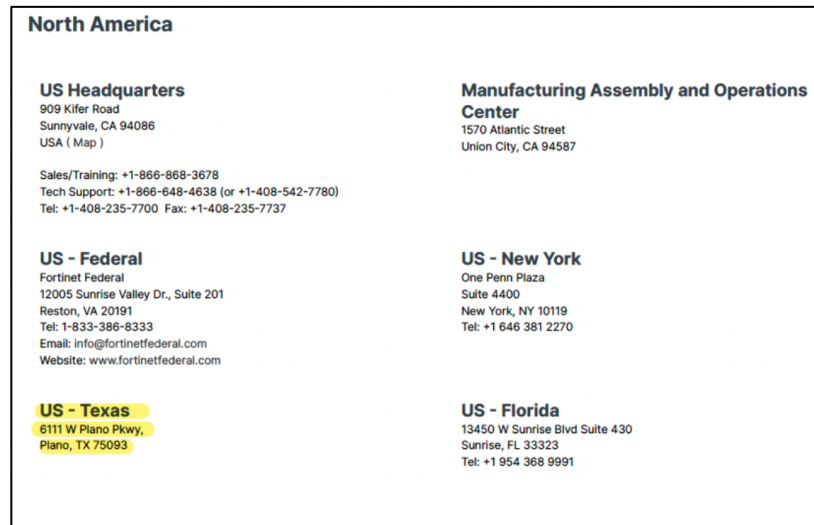 North America
US Headquarters
909 Kifer Road
Sunnyvale, CA 94086
USA ( Map )
Sales/Training: +1-866-868-3678
Tech Support: +1-866-648-4638 (or +1-408-542-7780)
Tel: +1-408-235-7700 Fax: +1-408-235-7737
Manufacturing Assembly and Operations
Center
1570 Atlantic Street
Union City, CA 94587
US - Federal
Fortinet Federal
12005 Sunrise Valley Dr., Suite 201
Reston, VA 20191
Tel: 1-833-386-8333
Email: info@fortinetfederal.com
Website: www.fortinetfederal.com
US - New York
One Penn Plaza
Suite 4400
New York, NY 10119
Tel: +1 646 381 2270
US - Texas
6111 W Plano Pkwy,
Plano, TX 75093
US - Florida
13450 W Sunrise Blvd Suite 430
Sunrise, FL 33323
Tel: +1 954 368 9991